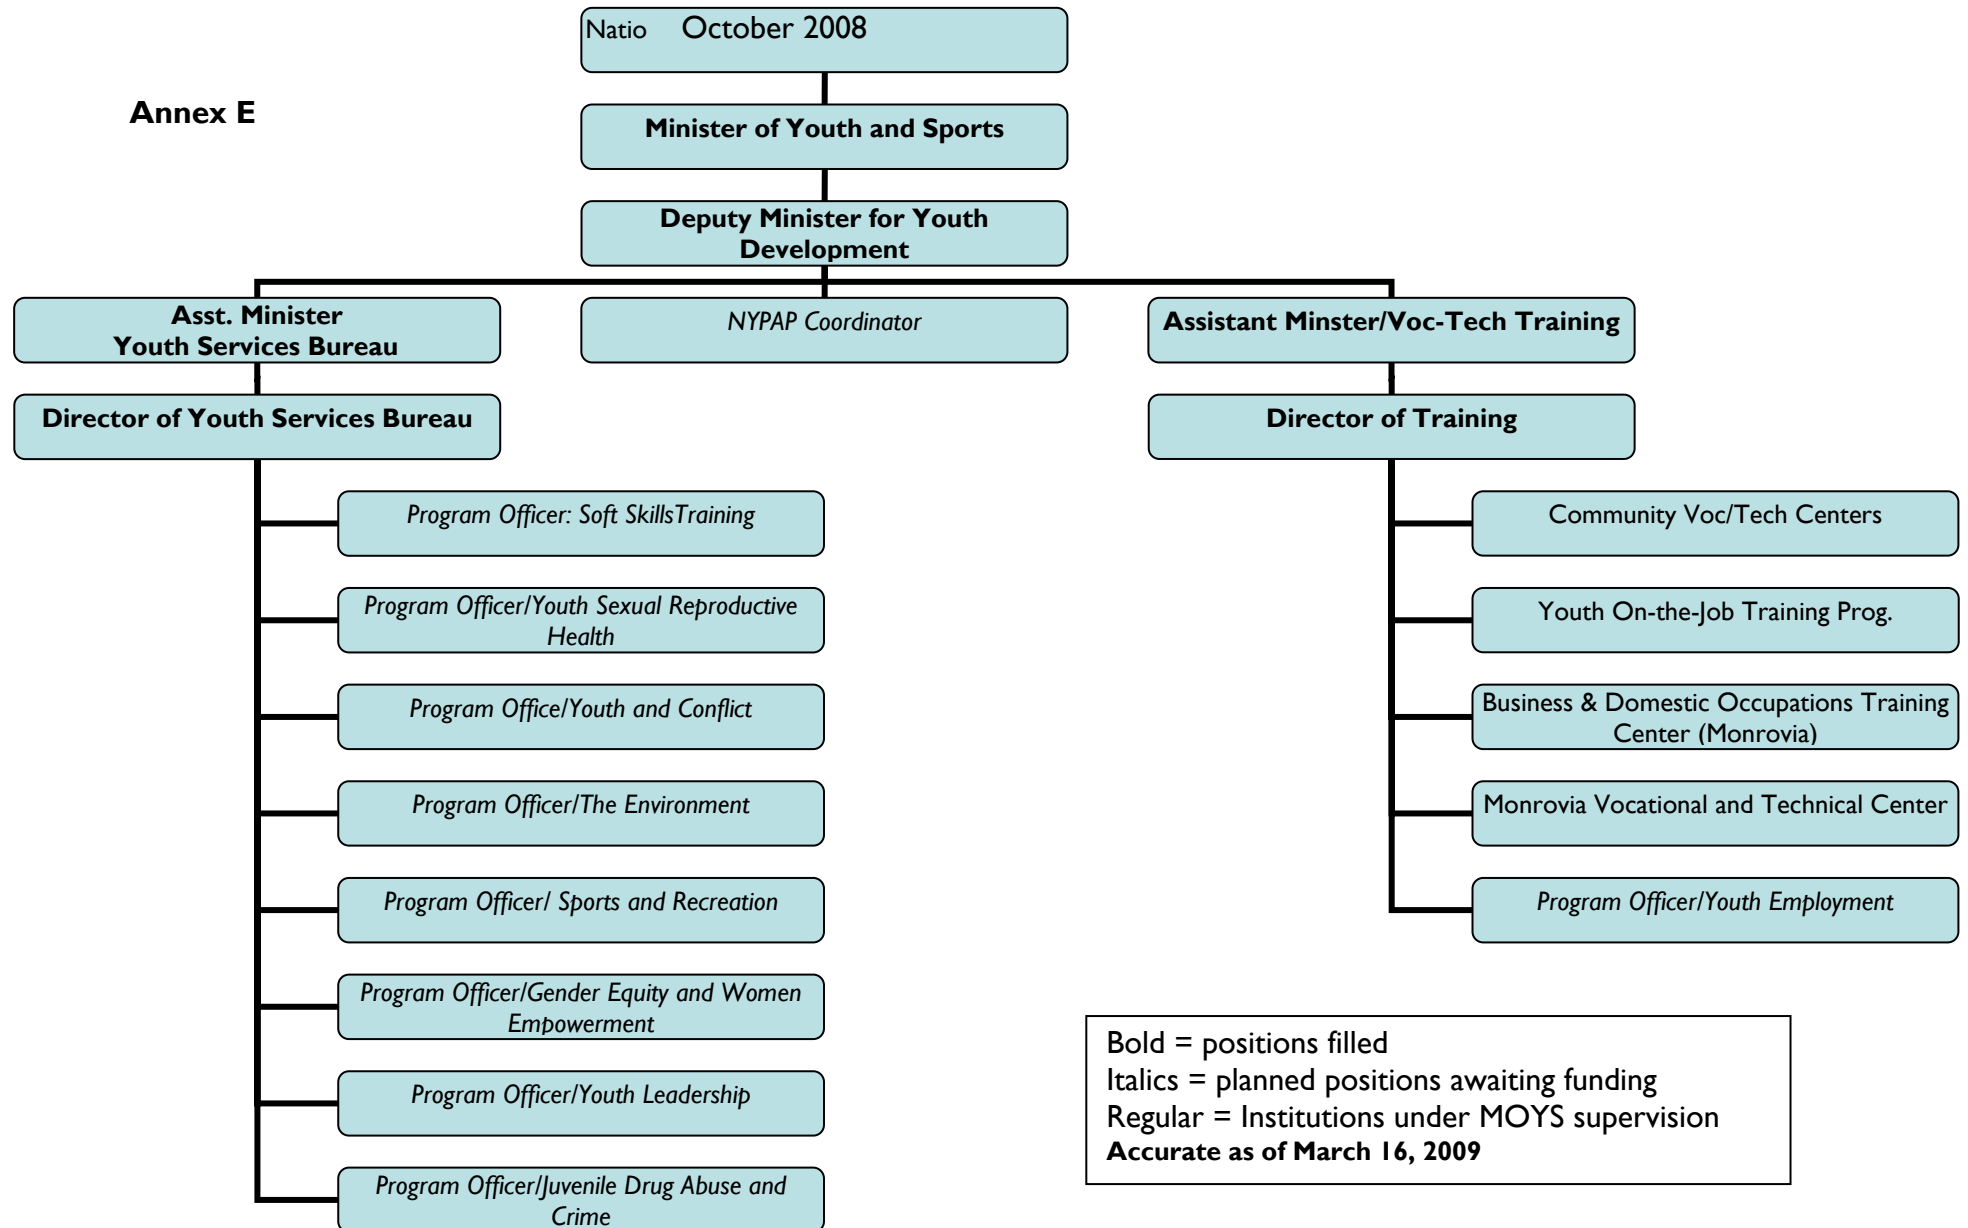 Natio October 2008
Annex E
Minister of Youth and Sports
Deputy Minister for Youth
Development
Asst. Minister
Youth Services Bureau
NYPAP Coordinator
Assistant Minster/Voc-Tech Training
Director of Youth Services Bureau
Director of Training
Program Officer: Soft SkillsTraining
Program Officer/Youth Sexual Reproductive
Health
Program Office/Youth and Conflict
Program Officer/The Environment
Program Officer/ Sports and Recreation
Program Officer/Gender Equity and Women
Empowerment
Program Officer/Youth Leadership
Program Officer/Juvenile Drug Abuse and
Crime
Community Voc/Tech Centers
Youth On-the-Job Training Prog.
Business & Domestic Occupations Training
Center (Monrovia)
Monrovia Vocational and Technical Center
Program Officer/Youth Employment
Bold = positions filled
Italics = planned positions awaiting funding
Regular = Institutions under MOYS supervision
Accurate as of March 16, 2009